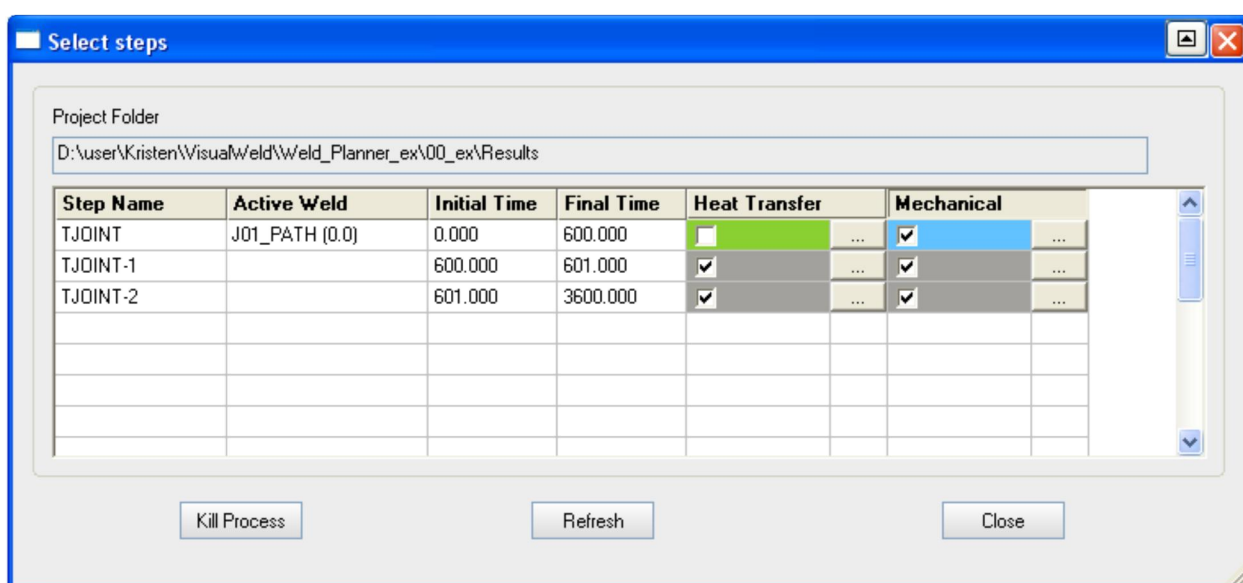 Select steps
Project Folder
D:\user\Kristen\VisualWeld\Weld_Planner_ex\00_ex\Results
Step Name Active Weld Initial Time Final Time Heat Transfer Mechanical
TJOINT J01_PATH (0.0) 0.000 600.000 ... ...
TJOINT-1 600.000 601.000 ... ...
TJOINT-2 601.000 3600.000 ... ...
Kill Process Refresh Close